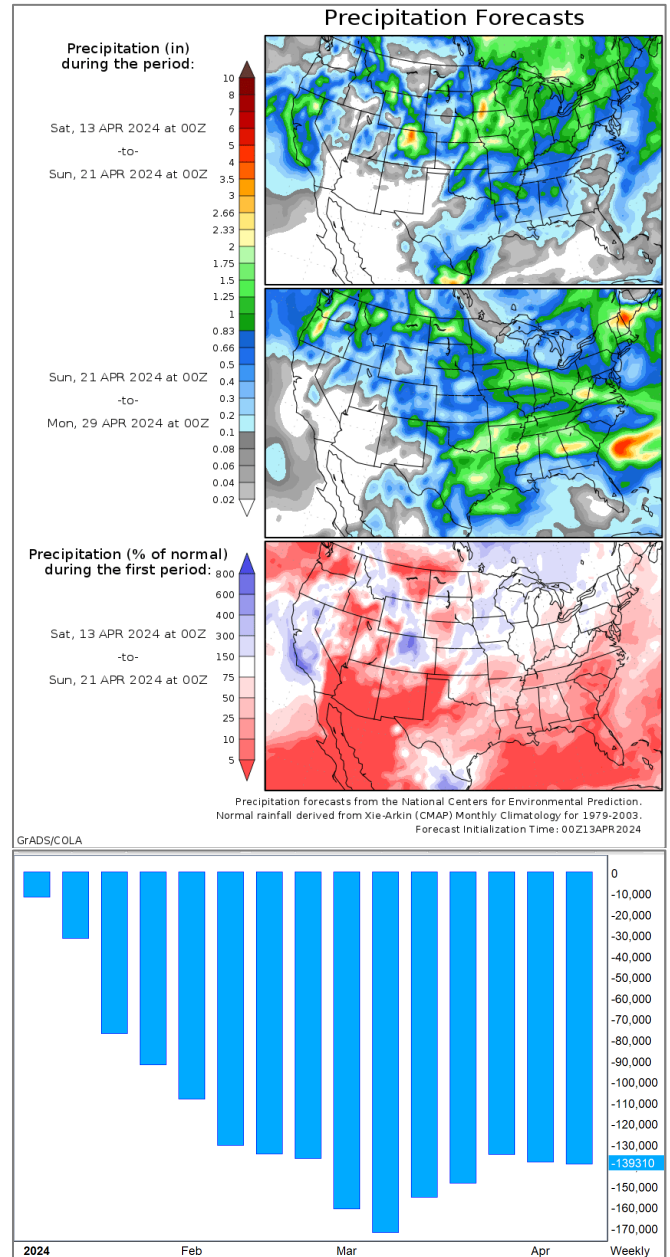 Precipitation Forecasts
Precipitation (in)
during the period:
10
8
7
6
5
4
3.5
3
2.66
2.33
2
1.75
1.5
1.25
1
0.83
0.66
0.5
0.4
0.3
0.2
0.1
0.08
0.06
0.04
0.02
Sat, 13 APR 2024 at 00Z
-to-
Sun, 21 APR 2024 at 00Z
Sun, 21 APR 2024 at 00Z
-to-
Mon, 29 APR 2024 at 00Z
Precipitation (% of normal)
during the first period:
800
600
400
300
150
75
50
25
10
5
Sat, 13 APR 2024 at 00Z
-to-
Sun, 21 APR 2024 at 00Z
Precipitation forecasts from the National Centers for Environmental Prediction.
Normal rainfall derived from Xie-Arkin (CMAP) Monthly Climatology for 1979-2003.
Forecast Initialization Time: 00Z13APR2024
GrADS/COLA
0
-10,000
-20,000
-30,000
-40,000
-50,000
-60,000
-70,000
-80,000
-90,000
-100,000
-110,000
-120,000
-130,000
-139310
-150,000
-160,000
-170,000
2024 Feb Mar Apr Weekly